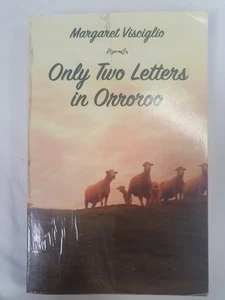 Margaret Visciglio
Only Two Letters
in Orroroo